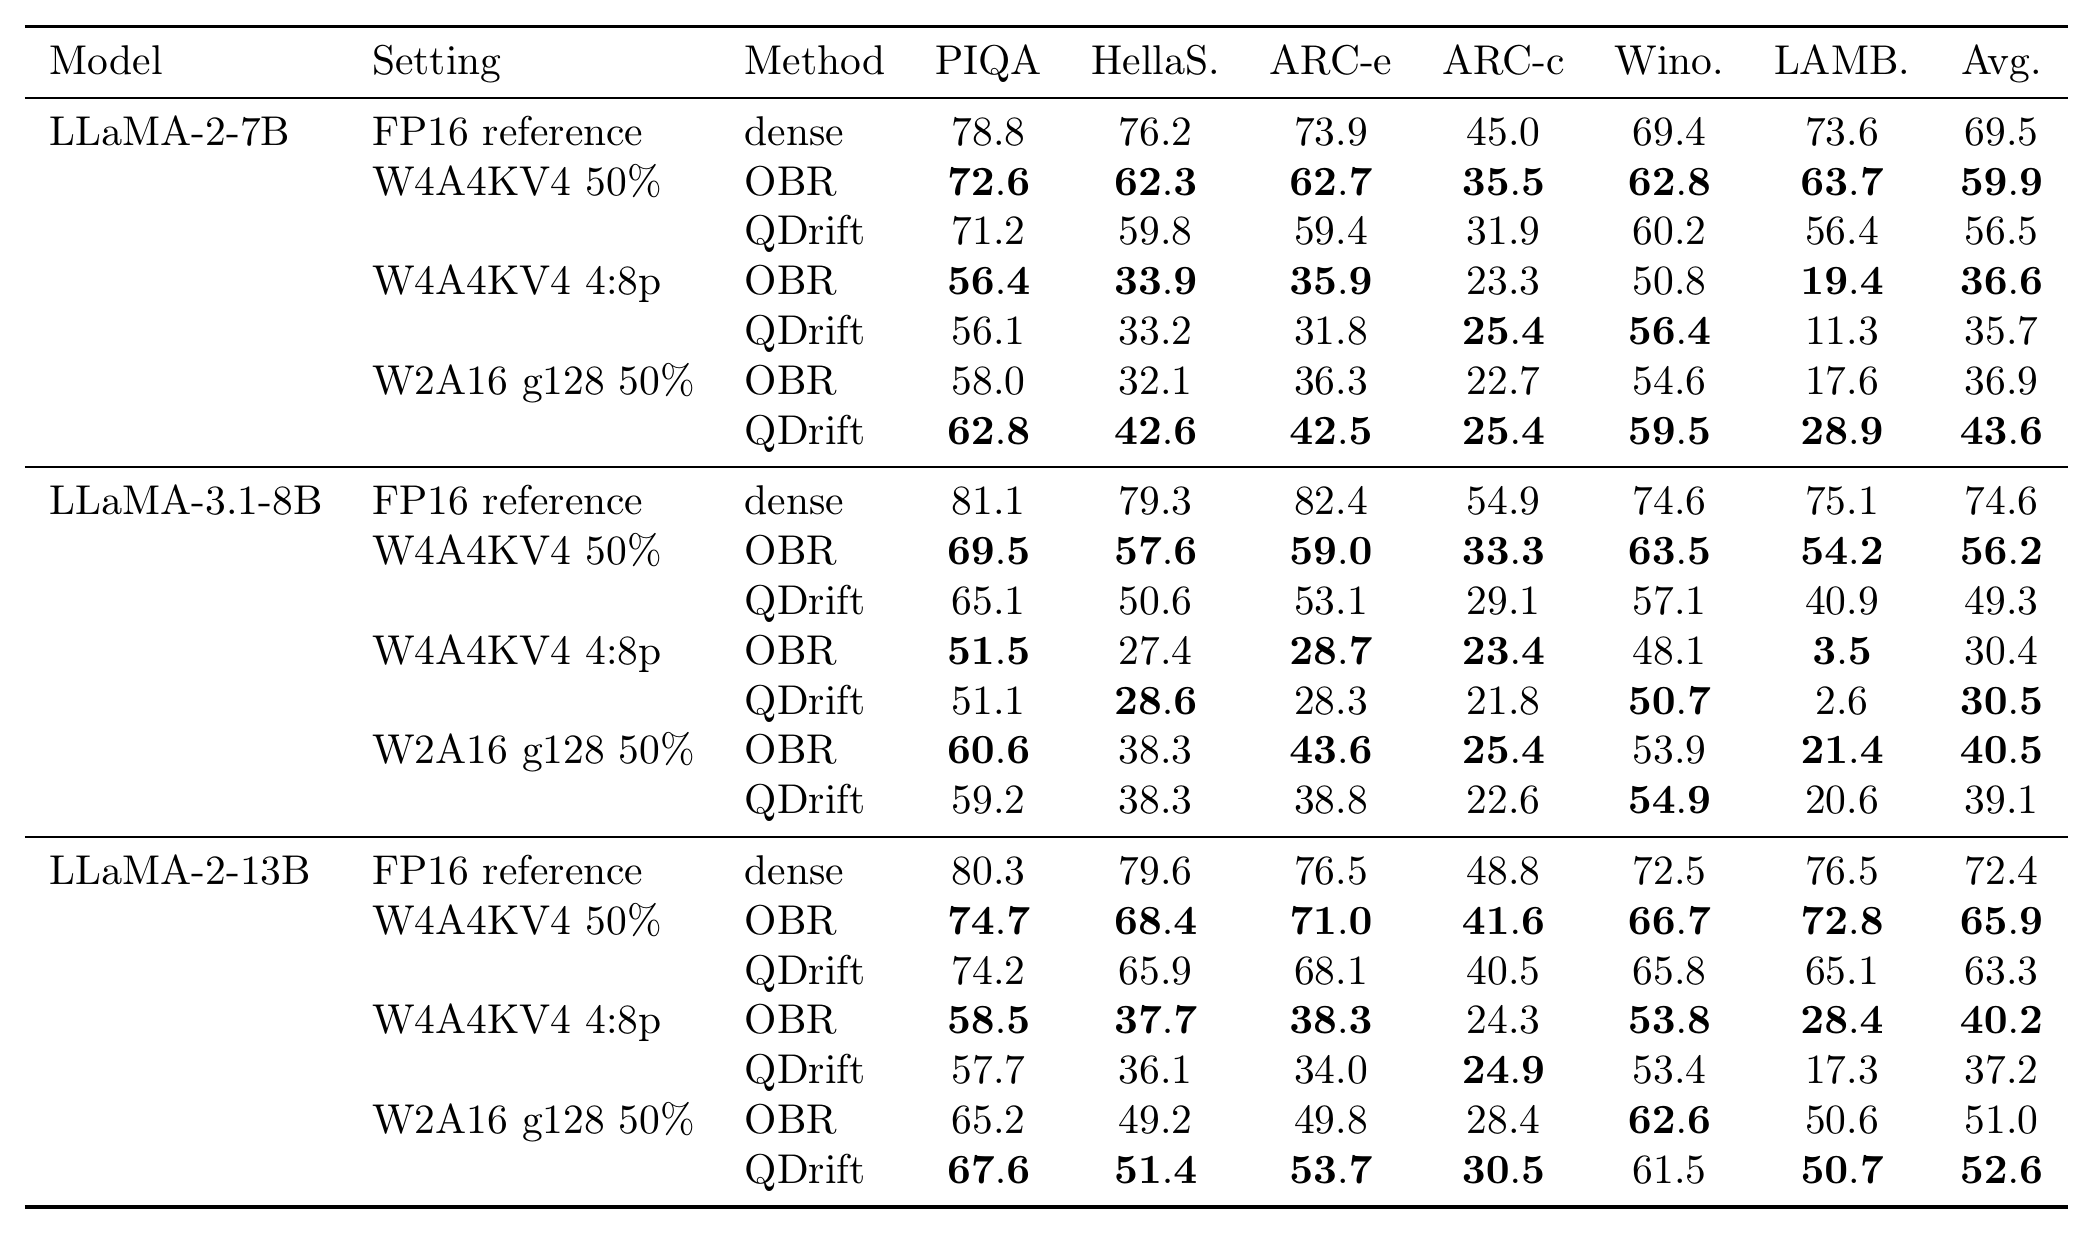 Model Setting Method PIQA HellaS. ARC-e ARC-c Wino. LAMB. Avg.
LLaMA-2-7B FP16 reference dense 78.8 76.2 73.9 45.0 69.4 73.6 69.5
W4A4KV4 50% OBR 72.6 62.3 62.7 35.5 62.8 63.7 59.9
QDrift 71.2 59.8 59.4 31.9 60.2 56.4 56.5
W4A4KV4 4:8p OBR 56.4 33.9 35.9 23.3 50.8 19.4 36.6
QDrift 56.1 33.2 31.8 25.4 56.4 11.3 35.7
W2A16 g128 50% OBR 58.0 32.1 36.3 22.7 54.6 17.6 36.9
QDrift 62.8 42.6 42.5 25.4 59.5 28.9 43.6
LLaMA-3.1-8B FP16 reference dense 81.1 79.3 82.4 54.9 74.6 75.1 74.6
W4A4KV4 50% OBR 69.5 57.6 59.0 33.3 63.5 54.2 56.2
QDrift 65.1 50.6 53.1 29.1 57.1 40.9 49.3
W4A4KV4 4:8p OBR 51.5 27.4 28.7 23.4 48.1 3.5 30.4
QDrift 51.1 28.6 28.3 21.8 50.7 2.6 30.5
W2A16 g128 50% OBR 60.6 38.3 43.6 25.4 53.9 21.4 40.5
QDrift 59.2 38.3 38.8 22.6 54.9 20.6 39.1
LLaMA-2-13B FP16 reference dense 80.3 79.6 76.5 48.8 72.5 76.5 72.4
W4A4KV4 50% OBR 74.7 68.4 71.0 41.6 66.7 72.8 65.9
QDrift 74.2 65.9 68.1 40.5 65.8 65.1 63.3
W4A4KV4 4:8p OBR 58.5 37.7 38.3 24.3 53.8 28.4 40.2
QDrift 57.7 36.1 34.0 24.9 53.4 17.3 37.2
W2A16 g128 50% OBR 65.2 49.2 49.8 28.4 62.6 50.6 51.0
QDrift 67.6 51.4 53.7 30.5 61.5 50.7 52.6